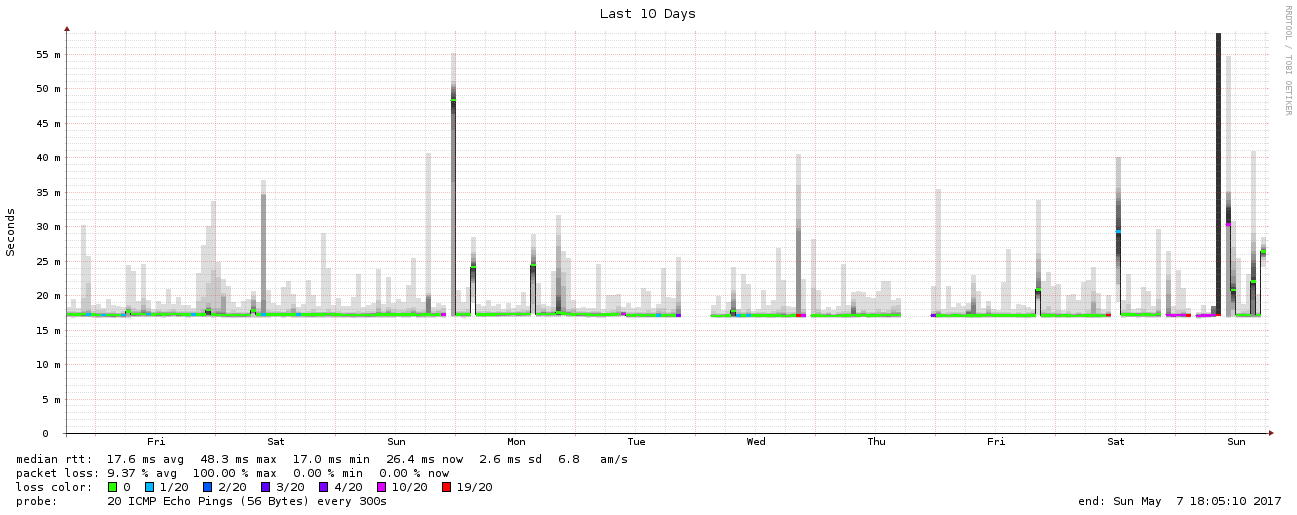 Last 10 Days
RRDTOOL / TOBI OETIKER
Seconds
55 m
50 m
45 m
40 m
35 m
30 m
25 m
20 m
15 m
10 m
5 m
0
Fri Sat Sun Mon Tue Wed Thu Fri Sat Sun
median rtt: 17.6 ms avg 48.3 ms max 17.0 ms min 26.4 ms now 2.6 ms sd 6.8 am/s
packet loss: 9.37 % avg 100.00 % max 0.00 % min 0.00 % now
loss color: 0 1/20 2/20 3/20 4/20 10/20 19/20
probe: 20 ICMP Echo Pings (56 Bytes) every 300s end: Sun May 7 18:05:10 2017